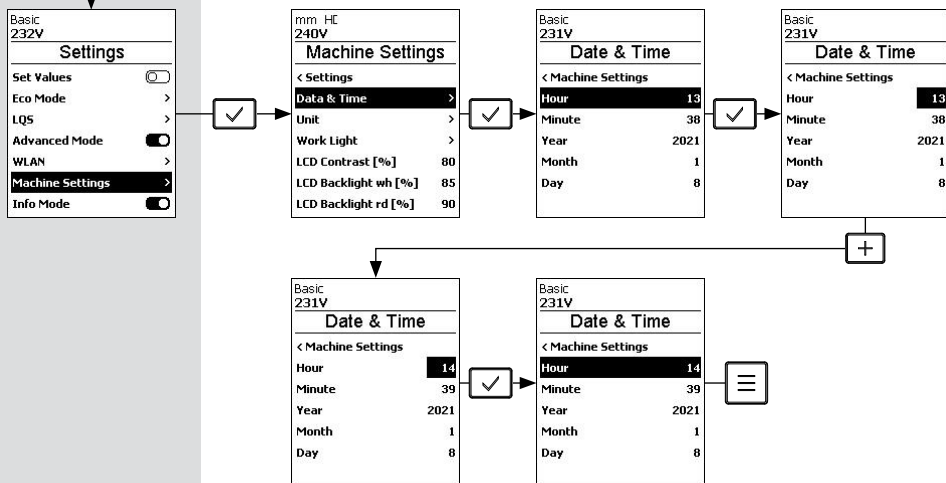 Basic
232V
Settings
Set Values
Eco Mode >
LQS >
Advanced Mode
WLAN >
Machine Settings >
Info Mode
mm HE
240V
Machine Settings
< Settings
Data & Time >
Unit >
Work Light >
LCD Contrast [%] 80
LCD Backlight wh [%] 85
LCD Backlight rd [%] 90
Basic
231V
Date & Time
< Machine Settings
Hour 13
Minute 38
Year 2021
Month 1
Day 8
Basic
231V
Date & Time
< Machine Settings
Hour 13
Minute 38
Year 2021
Month 1
Day 8
+
Basic
231V
Date & Time
< Machine Settings
Hour 14
Minute 39
Year 2021
Month 1
Day 8
Basic
231V
Date & Time
< Machine Settings
Hour 14
Minute 39
Year 2021
Month 1
Day 8